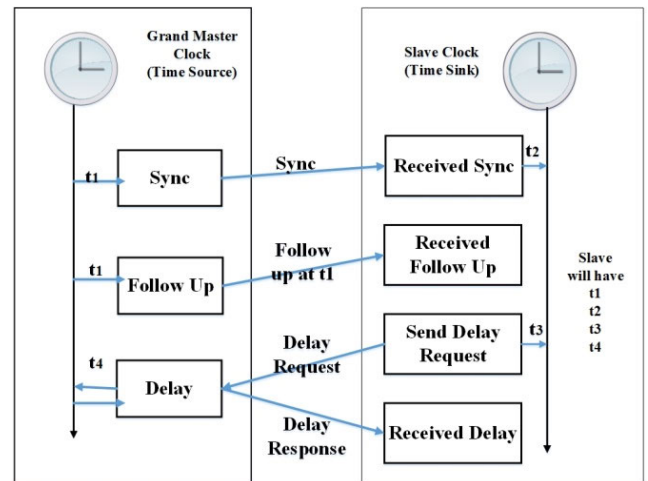 Grand Master
Clock
(Time Source)
Slave Clock
(Time Sink)
t1
Sync
Sync
Received Sync
t2
t1
Follow Up
Follow
up at t1
Received
Follow Up
Slave
will have
t1
t2
t3
t4
Delay
Request
Send Delay
Request
t3
t4
Delay
Delay
Response
Received Delay